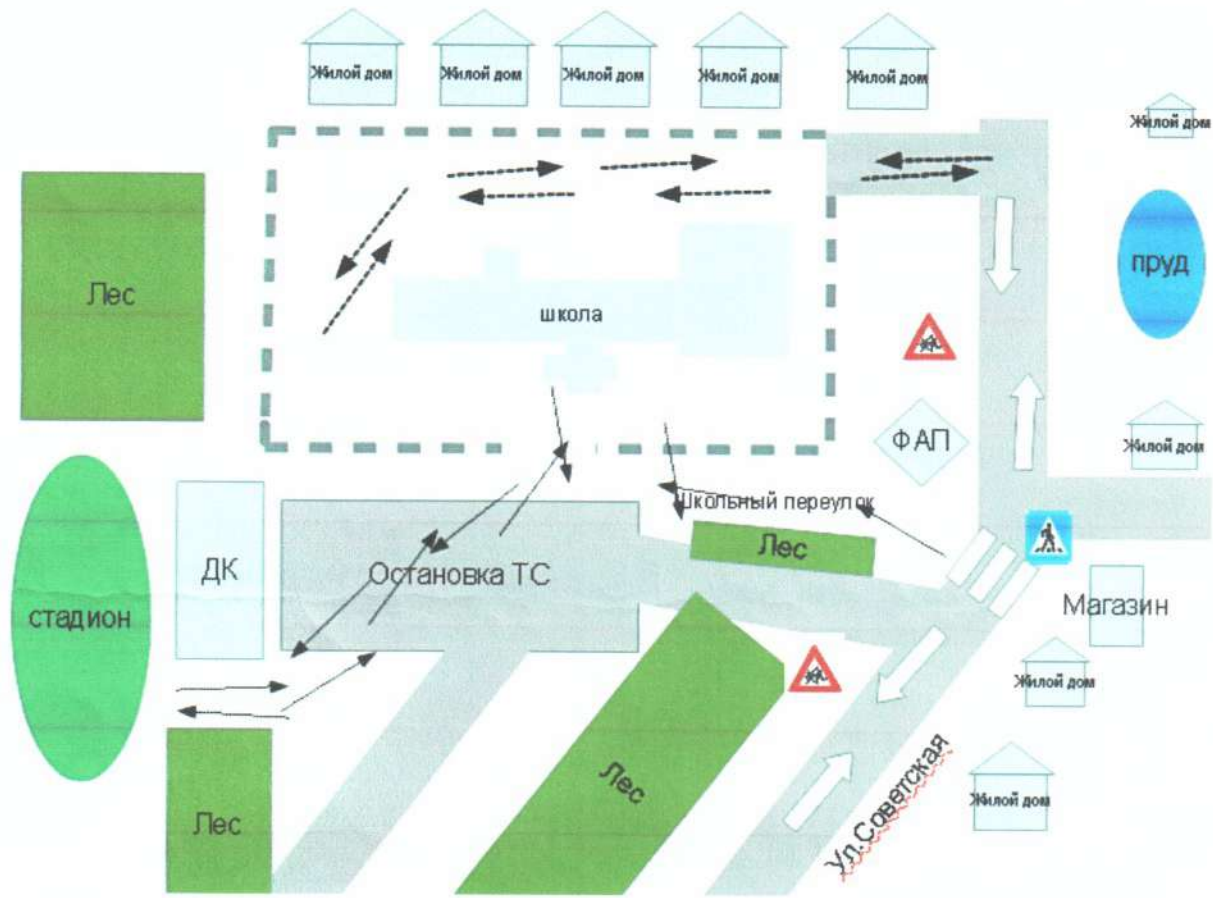 Жилой дом
Жилой дом
Жилой дом
Жилой дом
Жилой дом
Жилой дом
Лес
школа
пруд
ФАП
Жилой дом
Школьный переулок
Лес
ДК
Остановка ТС
стадион
Магазин
Жилой дом
Лес
Жилой дом
Лес
Ул.Советская